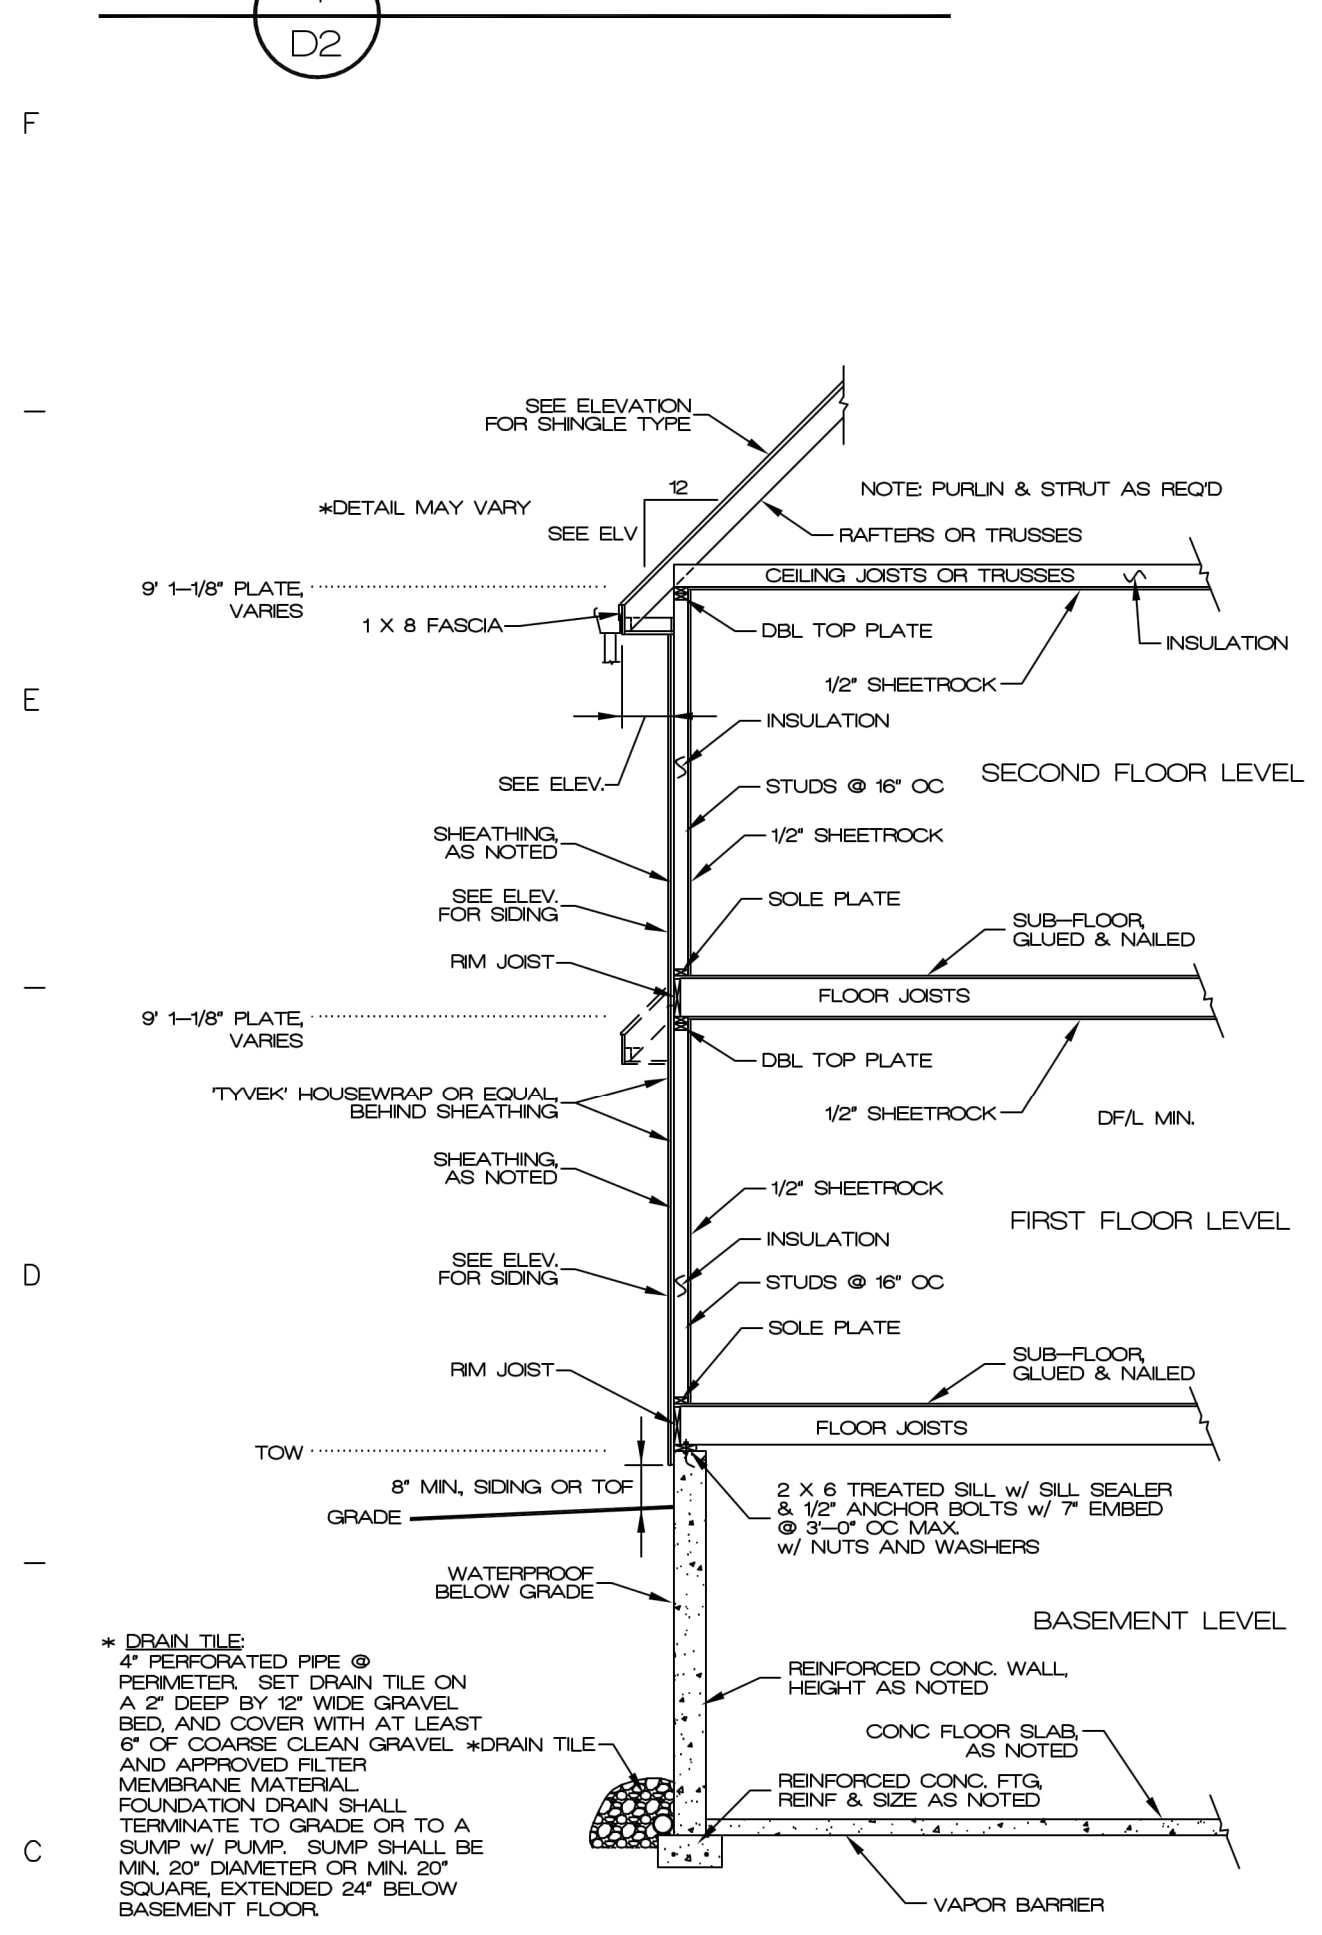 D2
F
SEE ELEVATION
FOR SHINGLE TYPE
12
NOTE: PURLIN & STRUT AS REQ'D
*DETAIL MAY VARY
SEE ELV
RAFTERS OR TRUSSES
CEILING JOISTS OR TRUSSES
9' 1-1/8" PLATE,
VARIES
1 X 8 FASCIA
DBL TOP PLATE
INSULATION
1/2" SHEETROCK
E
INSULATION
SECOND FLOOR LEVEL
SEE ELEV.
STUDS @ 16" OC
SHEATHING,
AS NOTED
1/2" SHEETROCK
SEE ELEV.
FOR SIDING
SOLE PLATE
SUB-FLOOR,
GLUED & NAILED
RIM JOIST
FLOOR JOISTS
9' 1-1/8" PLATE,
VARIES
DBL TOP PLATE
'TYVEK' HOUSEWRAP OR EQUAL,
BEHIND SHEATHING
1/2" SHEETROCK
DF/L MIN.
SHEATHING,
AS NOTED
1/2" SHEETROCK
FIRST FLOOR LEVEL
INSULATION
SEE ELEV.
FOR SIDING
D
STUDS @ 16" OC
SOLE PLATE
SUB-FLOOR,
GLUED & NAILED
RIM JOIST
FLOOR JOISTS
TOW
8" MIN., SIDING OR TOF
GRADE
2 X 6 TREATED SILL w/ SILL SEALER
& 1/2" ANCHOR BOLTS w/ 7" EMBED
@ 3'-0" OC MAX.
w/ NUTS AND WASHERS
WATERPROOF
BELOW GRADE
BASEMENT LEVEL
* DRAIN TILE:
4" PERFORATED PIPE @
PERIMETER. SET DRAIN TILE ON
A 2" DEEP BY 12" WIDE GRAVEL
BED, AND COVER WITH AT LEAST
6" OF COARSE CLEAN GRAVEL
AND APPROVED FILTER
MEMBRANE MATERIAL.
FOUNDATION DRAIN SHALL
TERMINATE TO GRADE OR TO A
SUMP w/ PUMP. SUMP SHALL BE
MIN. 20" DIAMETER OR MIN. 20"
SQUARE, EXTENDED 24" BELOW
BASEMENT FLOOR.
*DRAIN TILE
REINFORCED CONC. WALL,
HEIGHT AS NOTED
CONC FLOOR SLAB,
AS NOTED
REINFORCED CONC. FTG,
REINF & SIZE AS NOTED
C
VAPOR BARRIER